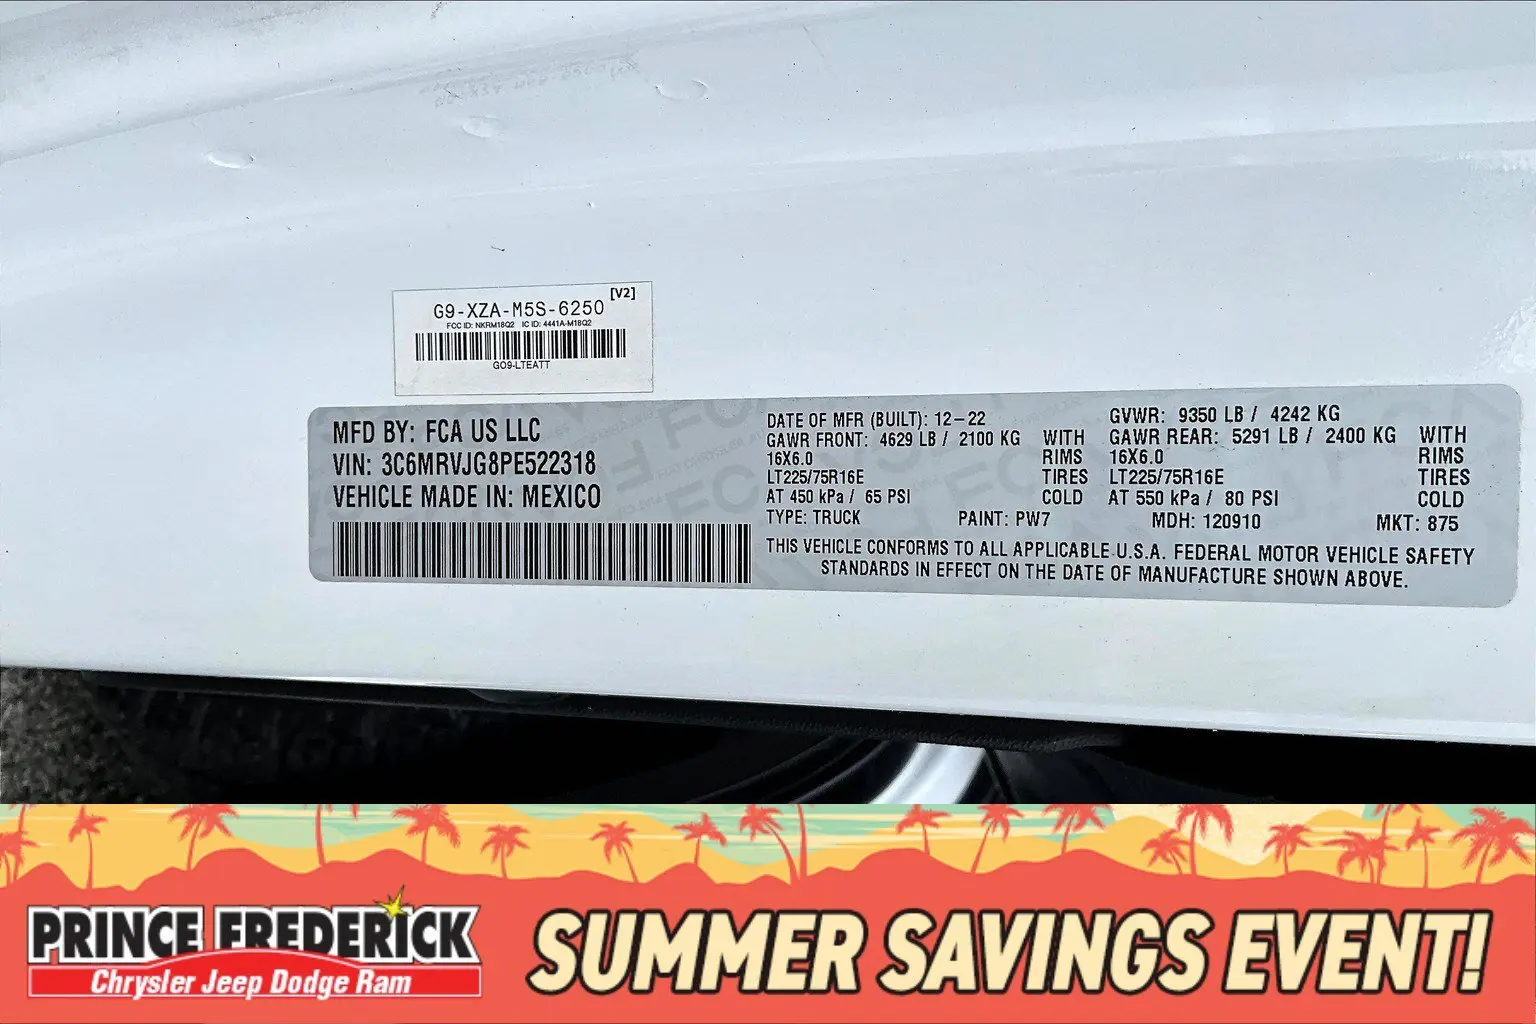 G9-XZA-M5S-6250 [V2]
FCC ID: NKRM18Q2 IC ID: 4441A-M18Q2
GO9-LTEATT
MFD BY: FCA US LLC
VIN: 3C6MRVJG8PE522318
VEHICLE MADE IN: MEXICO
DATE OF MFR (BUILT): 12-22 GVWR: 9350 LB / 4242 KG
GAWR FRONT: 4629 LB / 2100 KG WITH GAWR REAR: 5291 LB / 2400 KG WITH
16X6.0 RIMS 16X6.0 RIMS
LT225/75R16E TIRES LT225/75R16E TIRES
AT 450 kPa / 65 PSI COLD AT 550 kPa / 80 PSI COLD
TYPE: TRUCK PAINT: PW7 MDH: 120910 MKT: 875
THIS VEHICLE CONFORMS TO ALL APPLICABLE U.S.A. FEDERAL MOTOR VEHICLE SAFETY
STANDARDS IN EFFECT ON THE DATE OF MANUFACTURE SHOWN ABOVE.
PRINCE FREDERICK
Chrysler Jeep Dodge Ram
SUMMER SAVINGS EVENT!